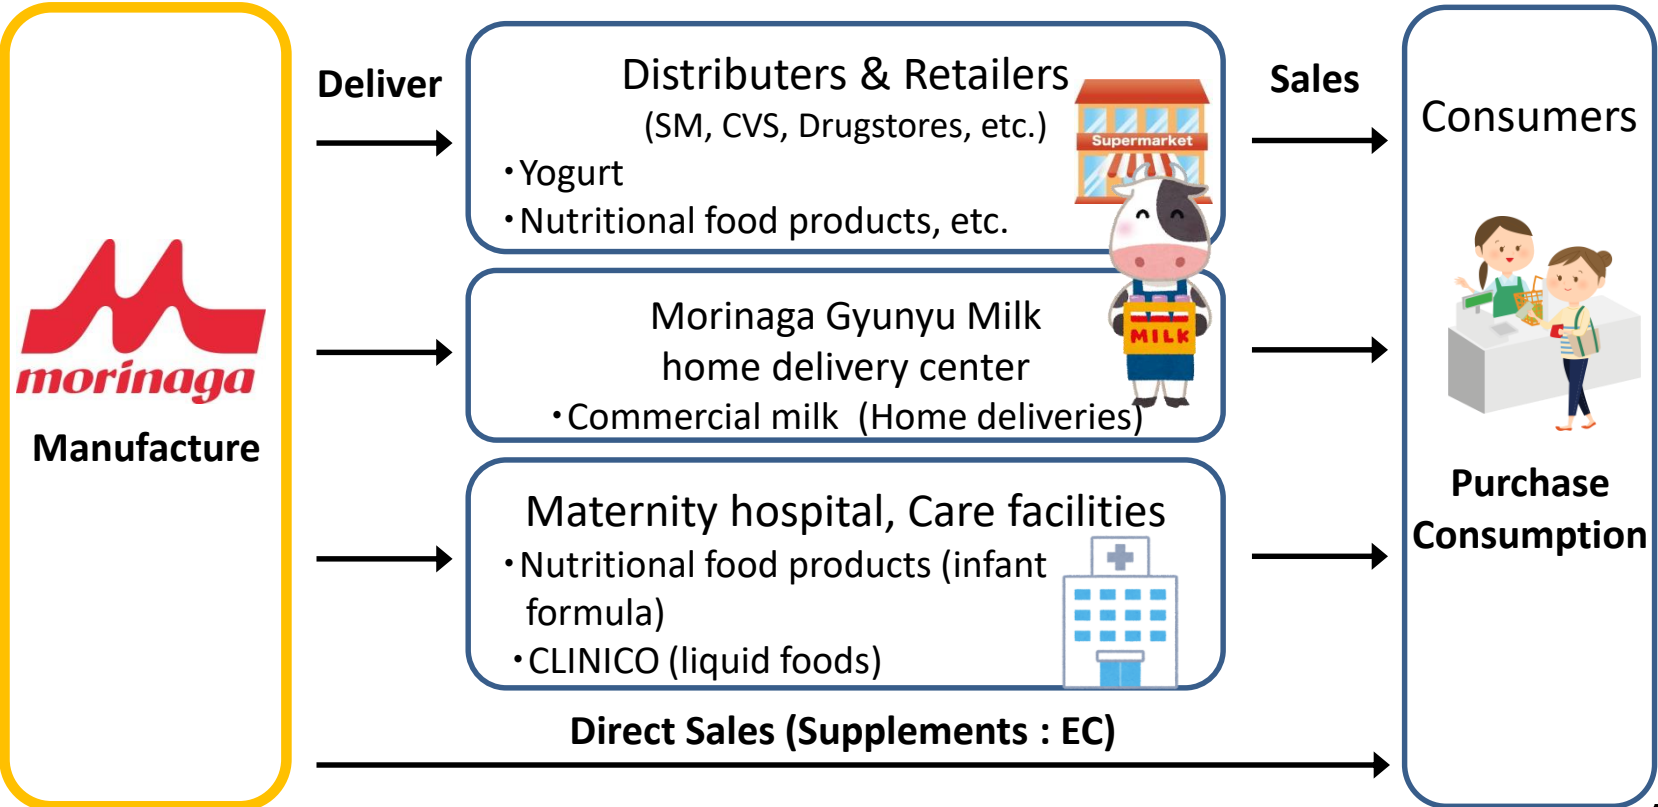 morinaga
Manufacture
Deliver
Distributers & Retailers
(SM, CVS, Drugstores, etc.)
・Yogurt
・Nutritional food products, etc.
Supermarket
Morinaga Gyunyu Milk
home delivery center
・Commercial milk (Home deliveries)
MILK
Maternity hospital, Care facilities
・Nutritional food products (infant
formula)
・CLINICO (liquid foods)
Direct Sales (Supplements : EC)
Sales
Consumers
Purchase
Consumption